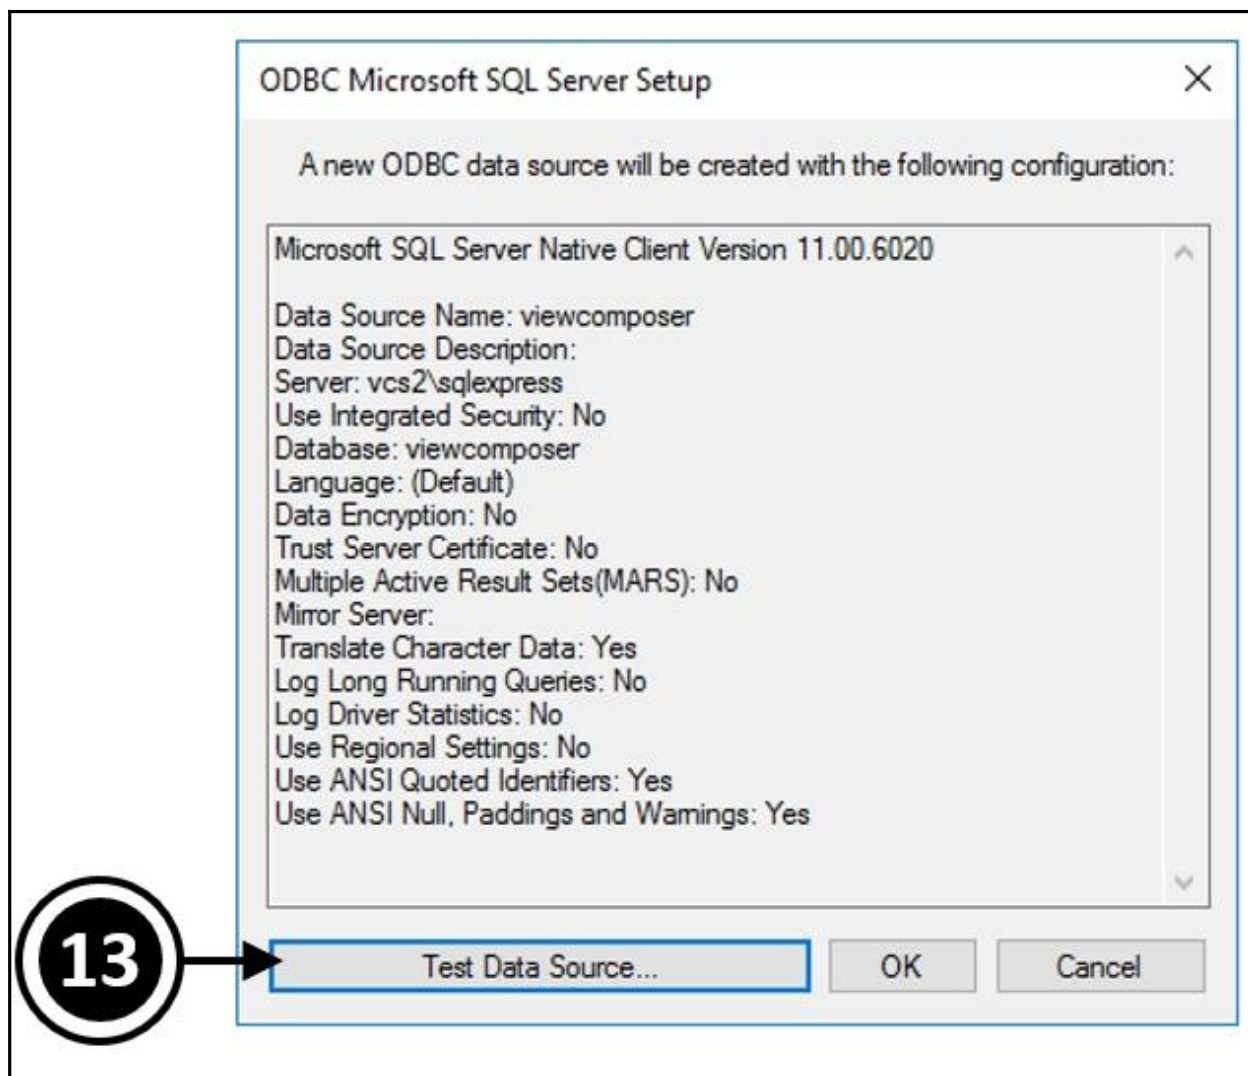 ODBC Microsoft SQL Server Setup
A new ODBC data source will be created with the following configuration:
Microsoft SQL Server Native Client Version 11.00.6020
Data Source Name: viewcomposer
Data Source Description:
Server: vcs2\sqlexpress
Use Integrated Security: No
Database: viewcomposer
Language: (Default)
Data Encryption: No
Trust Server Certificate: No
Multiple Active Result Sets(MARS): No
Mirror Server:
Translate Character Data: Yes
Log Long Running Queries: No
Log Driver Statistics: No
Use Regional Settings: No
Use ANSI Quoted Identifiers: Yes
Use ANSI Null, Paddings and Warnings: Yes
13
Test Data Source... OK Cancel